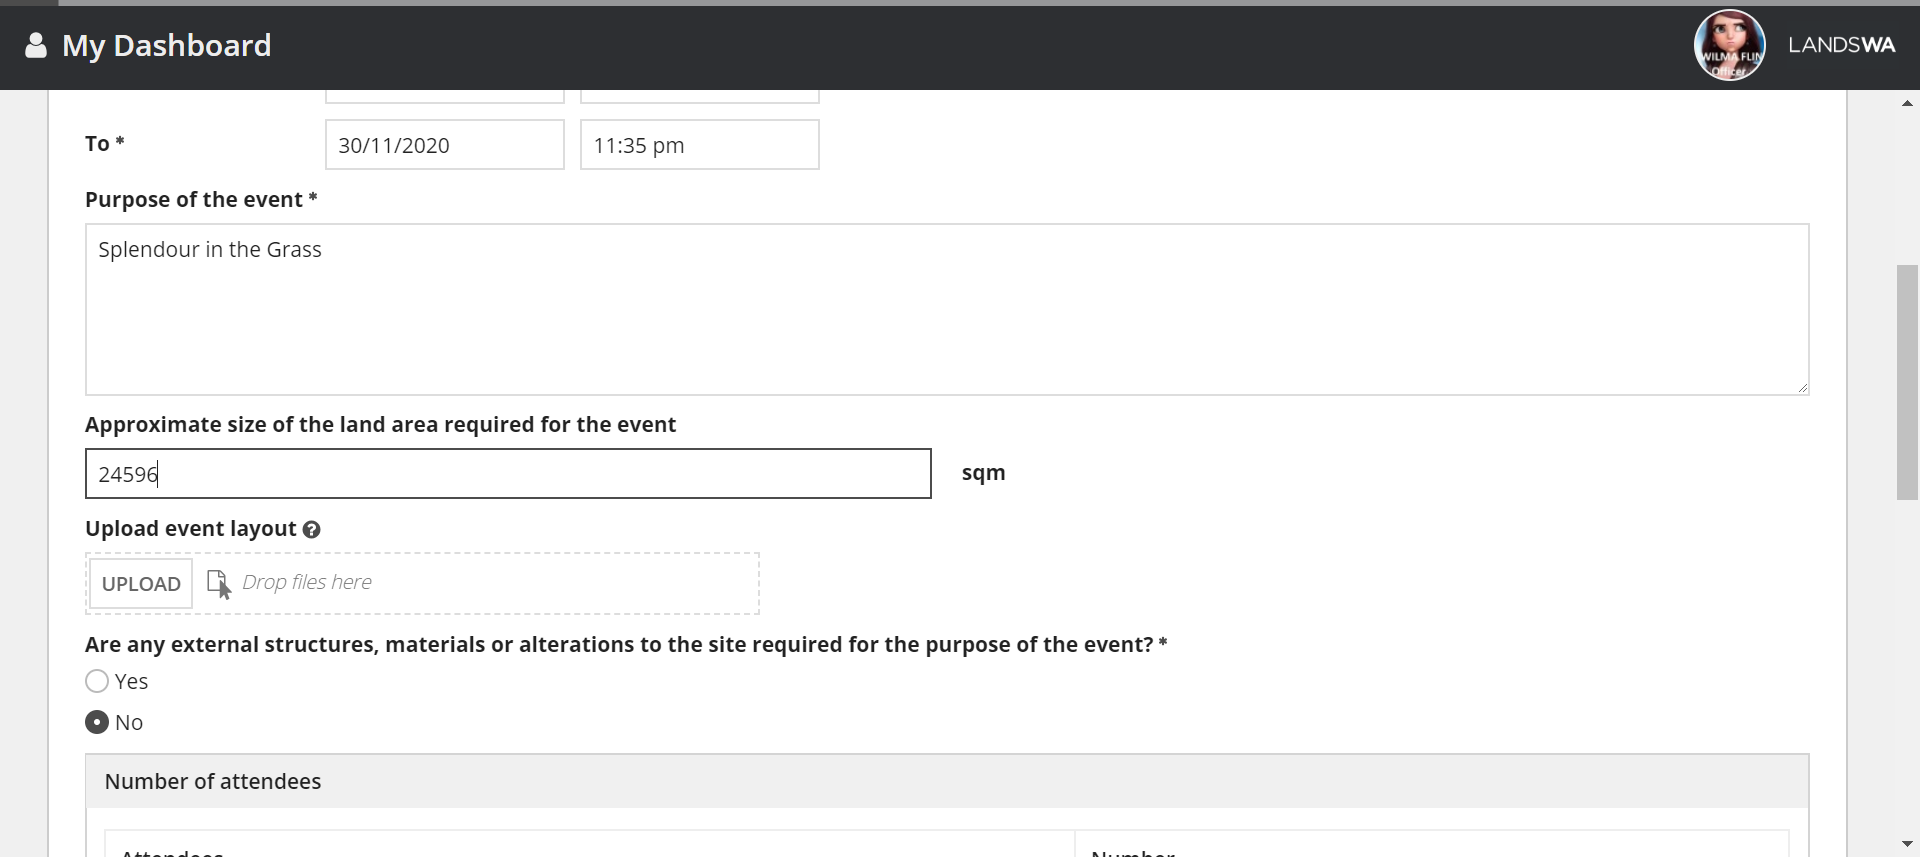 My Dashboard
WILMA FLIN
Officer
LANDSWA
To *
30/11/2020
11:35 pm
Purpose of the event *
Splendour in the Grass
Approximate size of the land area required for the event
24596
sqm
Upload event layout ?
UPLOAD
Drop files here
Are any external structures, materials or alterations to the site required for the purpose of the event? *
Yes
No
Number of attendees
Attendees
Number